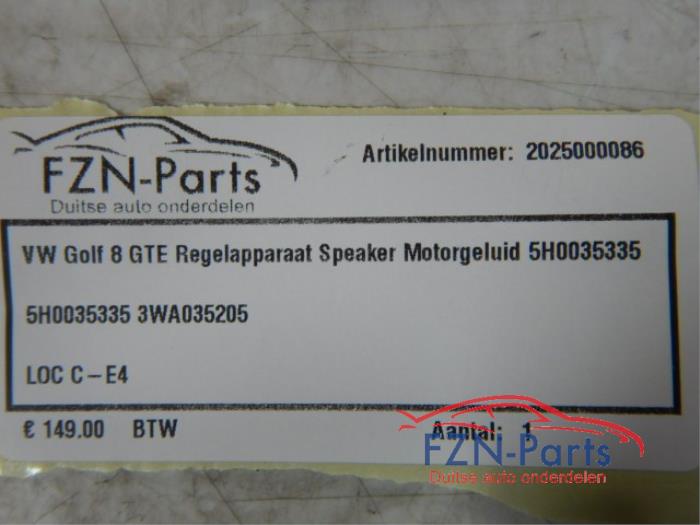 FZN-Parts
Duitse auto onderdelen
Artikelnummer: 2025000086
VW Golf 8 GTE Regelapparaat Speaker Motorgeluid 5H0035335
5H0035335 3WA035205
LOC C-E4
€ 149.00 BTW Aantal: 1
FZN-Parts
Duitse auto onderdelen